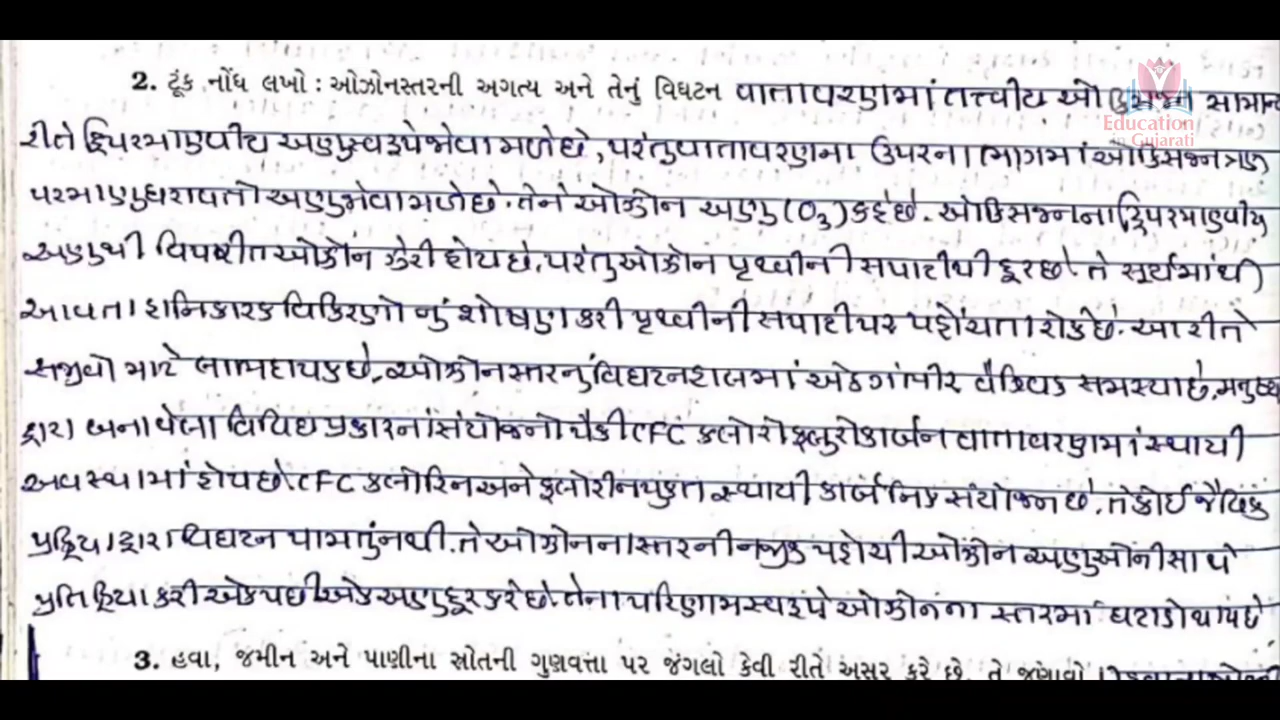 Education
Gujarati
2. ટૂંક નોંધ લખો : ઓઝોનસ્તરની અગત્ય અને તેનું વિઘટન વાતાવરણમાં તત્ત્વીય ઓક્સિજન સામાન્ય
રીતે દ્વિપરમાણ્વીય અણુસ્વરૂપે જોવા મળે છે, પરંતુ વાતાવરણના ઉપરના ભાગમાં ઓક્સિજન ત્રણ
પરમાણુ ધરાવતો અણુ જોવા મળે છે. તેને ઓઝોન અણુ (O₃) કહે છે. ઓક્સિજનના દ્વિપરમાણ્વીય
અણુથી વિપરીત ઓઝોન ઝેરી હોય છે, પરંતુ ઓઝોન પૃથ્વીની સપાટીથી દૂર છે. તે સૂર્યમાંથી
આવતા હાનિકારક વિકિરણોનું શોષણ કરી પૃથ્વીની સપાટી પર પહોંચતા રોકે છે. આ રીતે
સજીવો માટે લાભદાયક છે, ઓઝોનસ્તરનું વિઘટન હાલમાં એક ગંભીર વૈશ્વિક સમસ્યા છે, મનુષ્ય
દ્વારા બનાવેલા વિવિધ પ્રકારનાં સંયોજનો પૈકી CFC ક્લોરોફ્લુરોકાર્બન વાતાવરણમાં સ્થાયી
અવસ્થામાં હોય છે. CFC ક્લોરિન અને ફ્લોરીનયુક્ત સ્થાયી કાર્બનિક સંયોજન છે, તે કોઈ જૈવિક
પ્રક્રિયા દ્વારા વિઘટન પામતું નથી. તે ઓઝોનના સ્તરની નજીક પહોંચી ઓઝોન અણુઓની સાથે
પ્રતિક્રિયા કરી એક પછી એક અણુ દૂર કરે છે. તેના પરિણામસ્વરૂપે ઓઝોનના સ્તરમાં ઘટાડો થાય છે
3. હવા, જમીન અને પાણીના સ્રોતની ગુણવત્તા પર જંગલો કેવી રીતે અસર કરે છે, તે જણાવો.